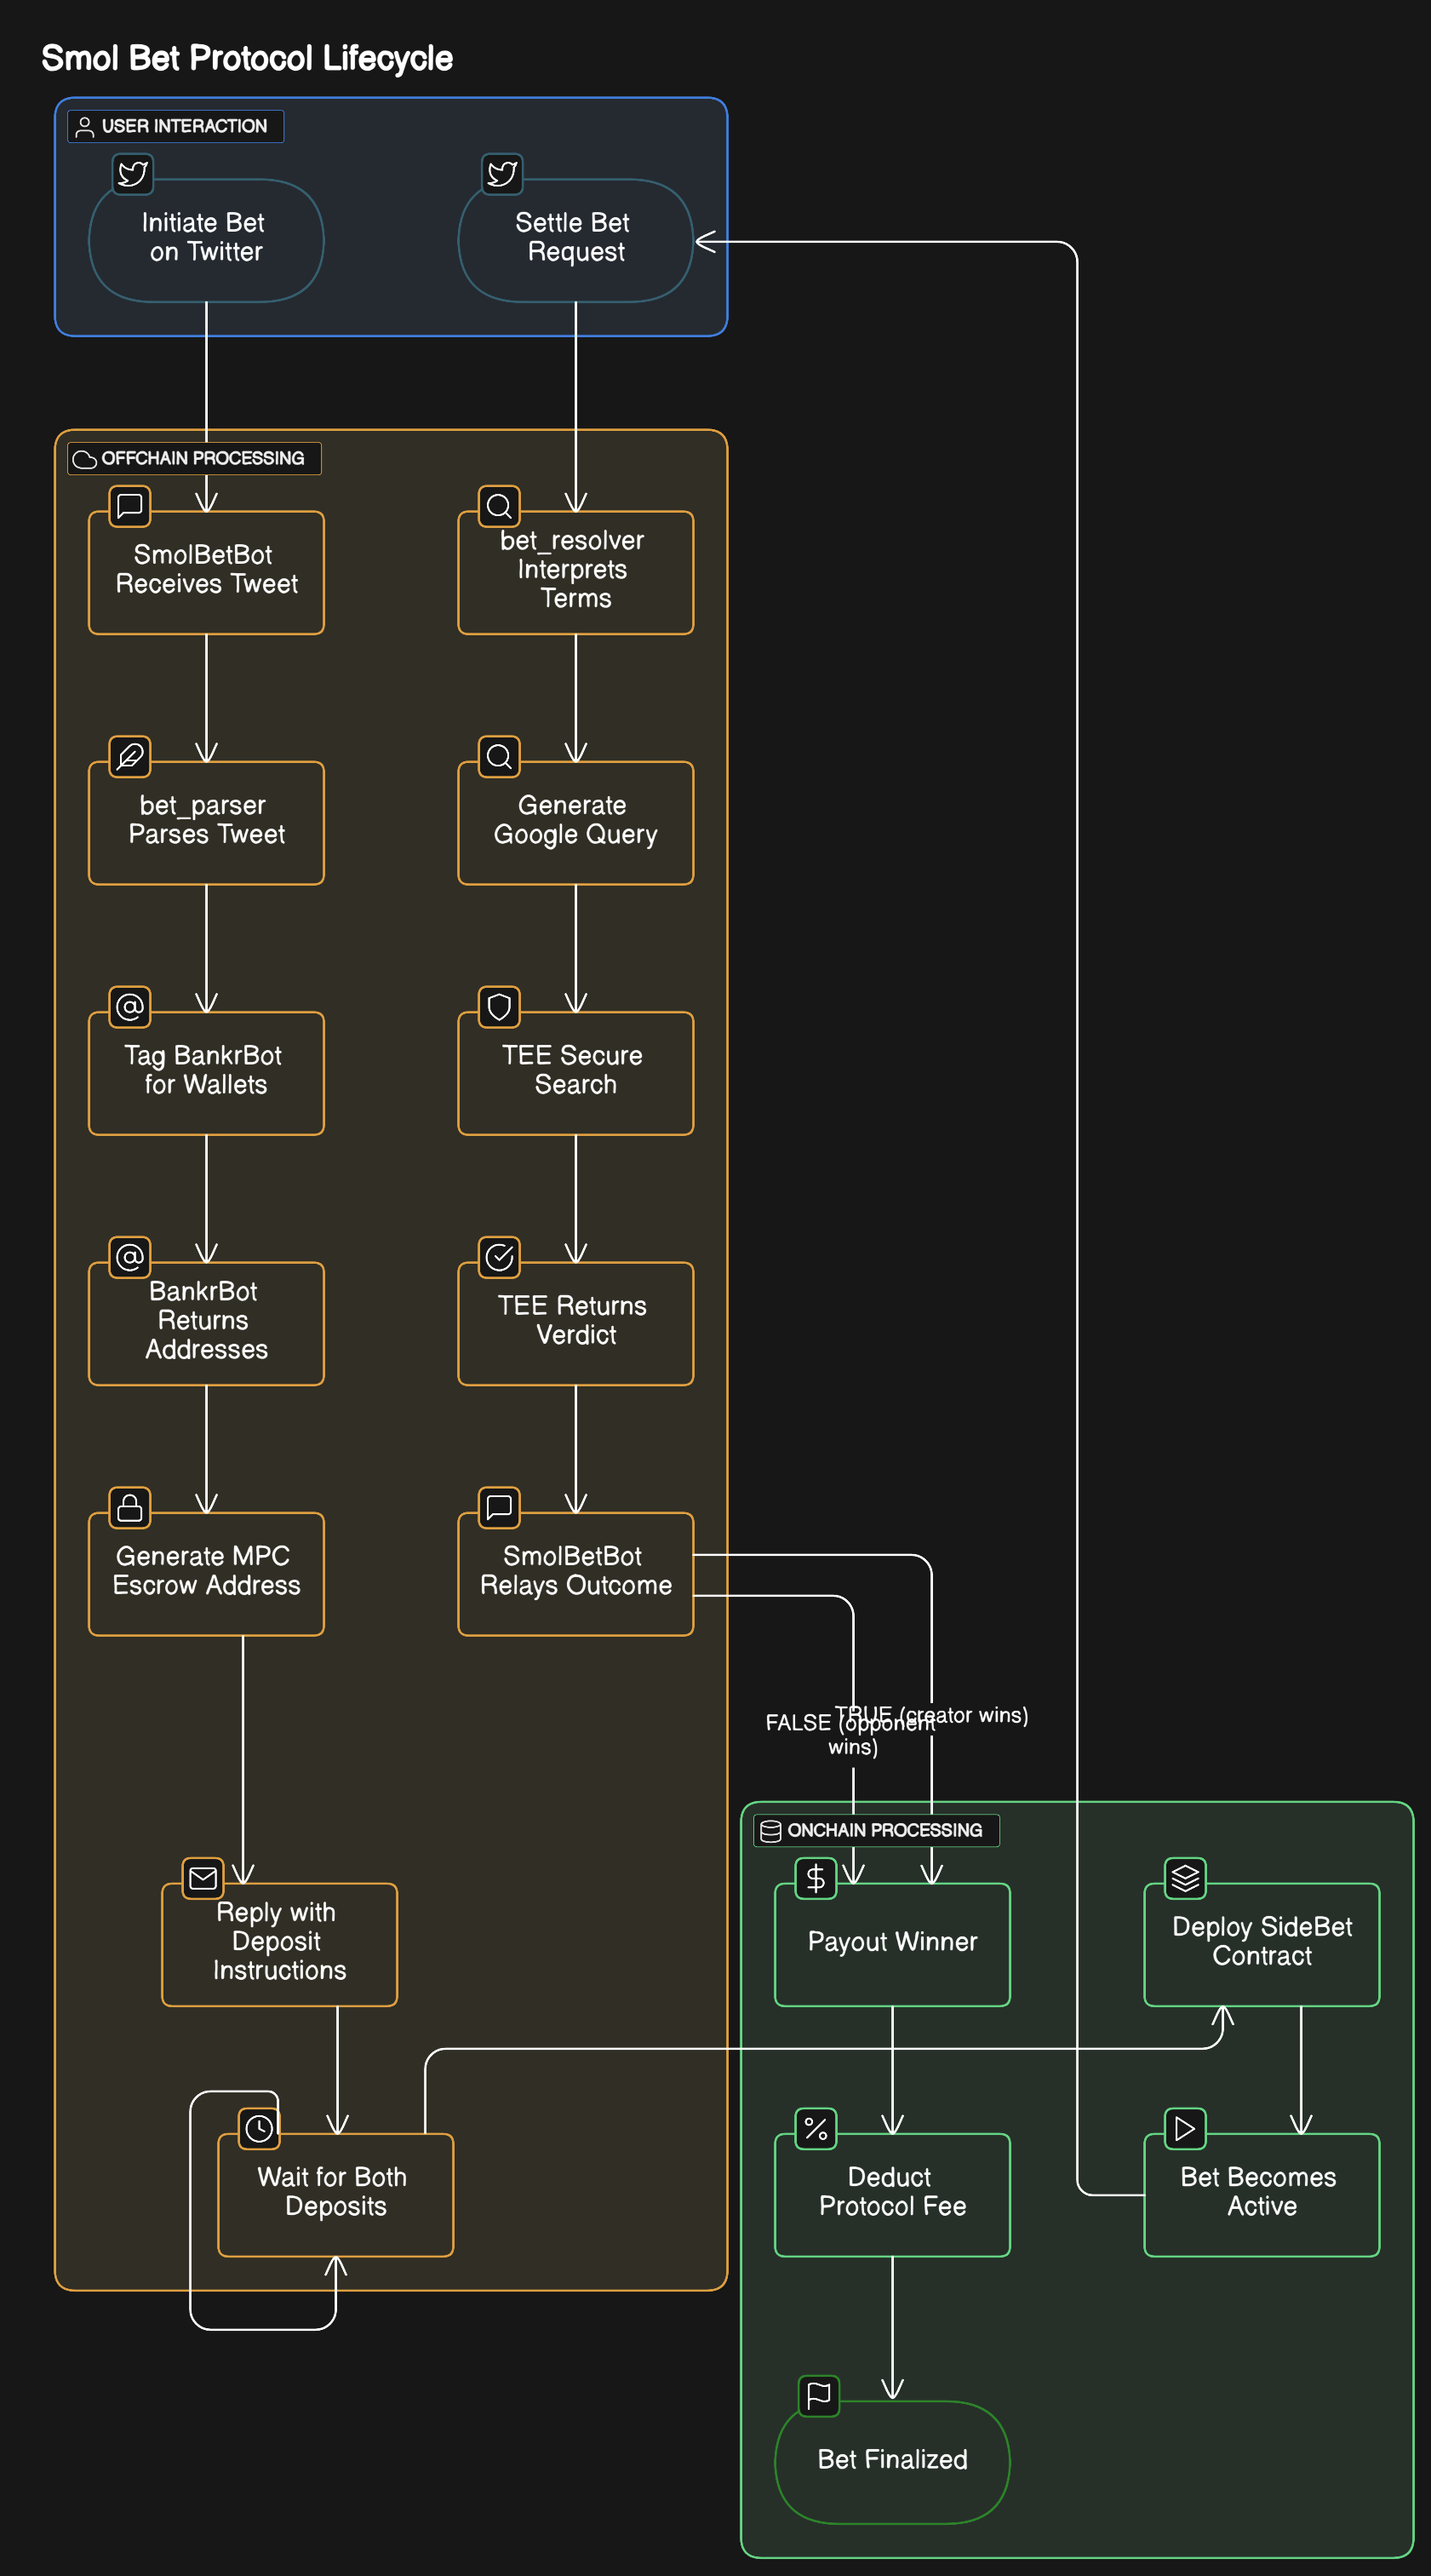 Smol Bet Protocol Lifecycle
USER INTERACTION
Initiate Bet
on Twitter
Settle Bet
Request
OFFCHAIN PROCESSING
SmolBetBot
Receives Tweet
bet_resolver
Interprets
Terms
bet_parser
Parses Tweet
Generate
Google Query
Tag BankrBot
for Wallets
TEE Secure
Search
BankrBot
Returns
Addresses
TEE Returns
Verdict
Generate MPC
Escrow Address
SmolBetBot
Relays Outcome
TRUE (creator wins)
FALSE (opponent
wins)
ONCHAIN PROCESSING
Reply with
Deposit
Instructions
Payout Winner
Deploy SideBet
Contract
Wait for Both
Deposits
Deduct
Protocol Fee
Bet Becomes
Active
Bet Finalized